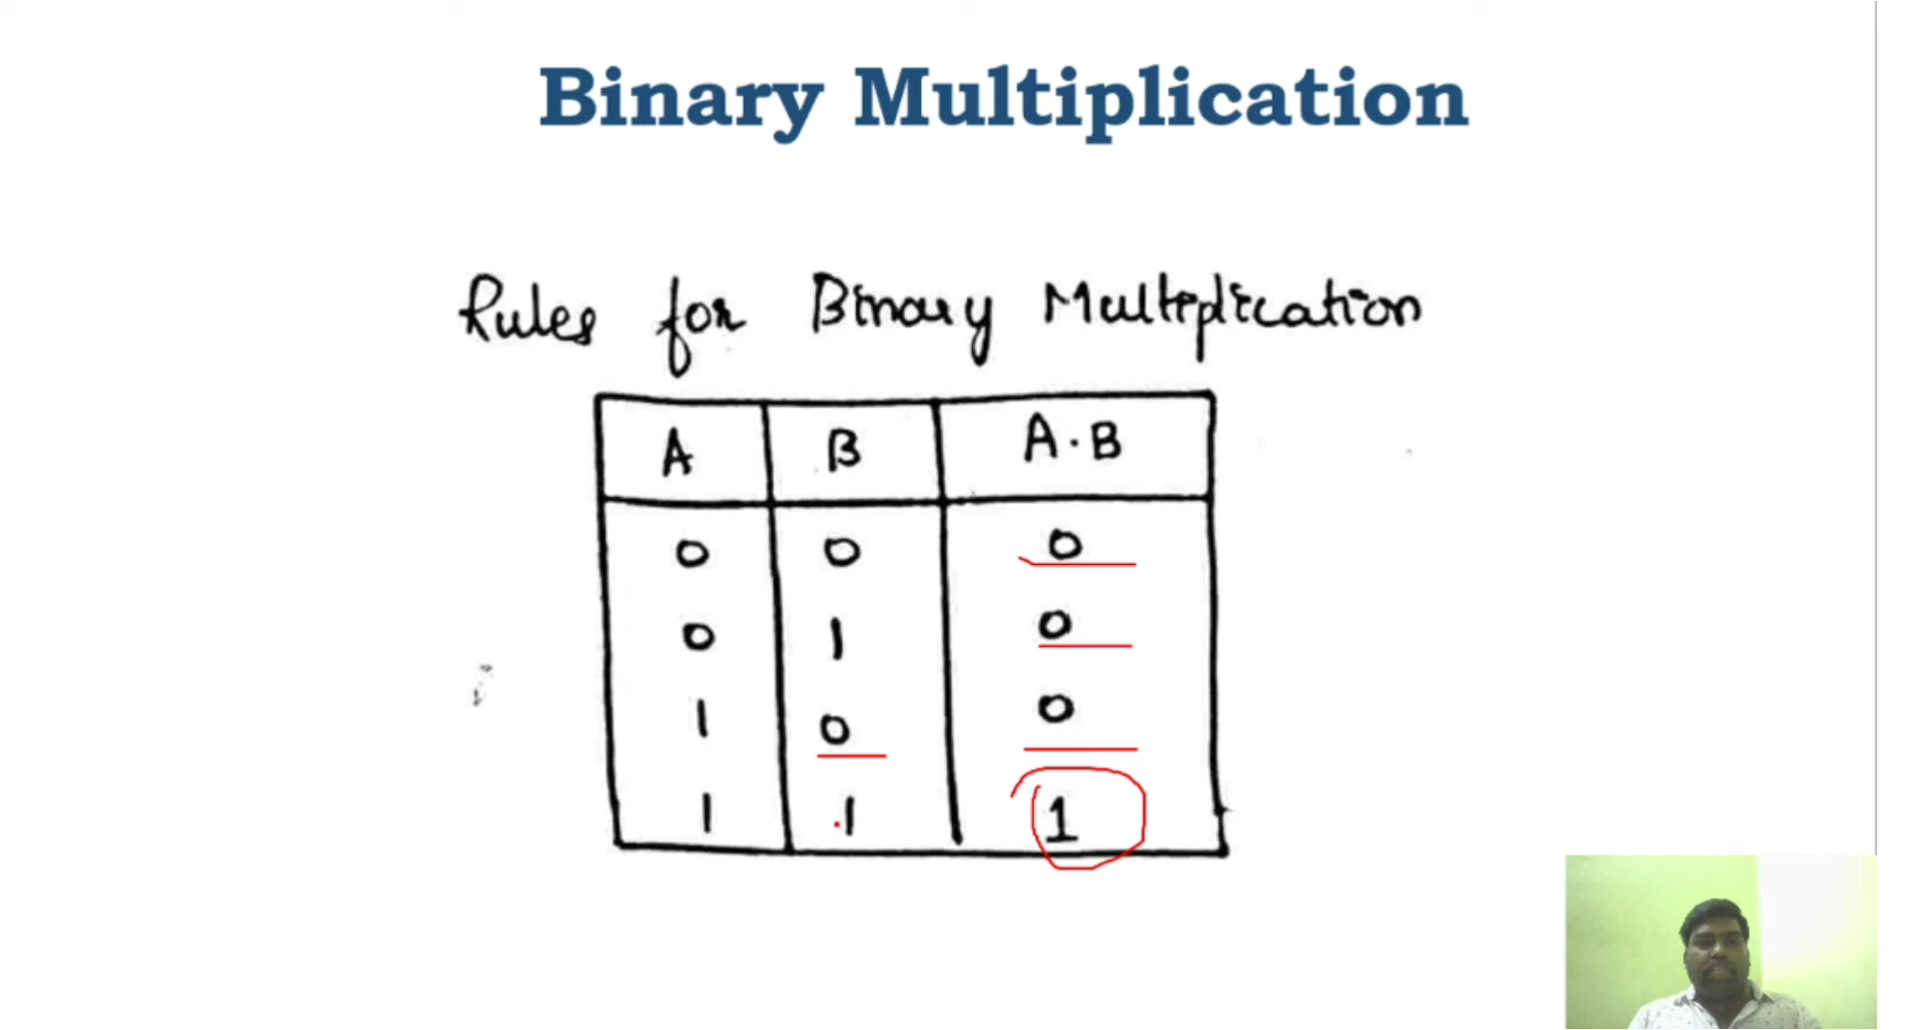 Binary Multiplication
Rules for Binary Multiplication
A B A·B
0 0 0
0 1 0
1 0 0
1 1 1